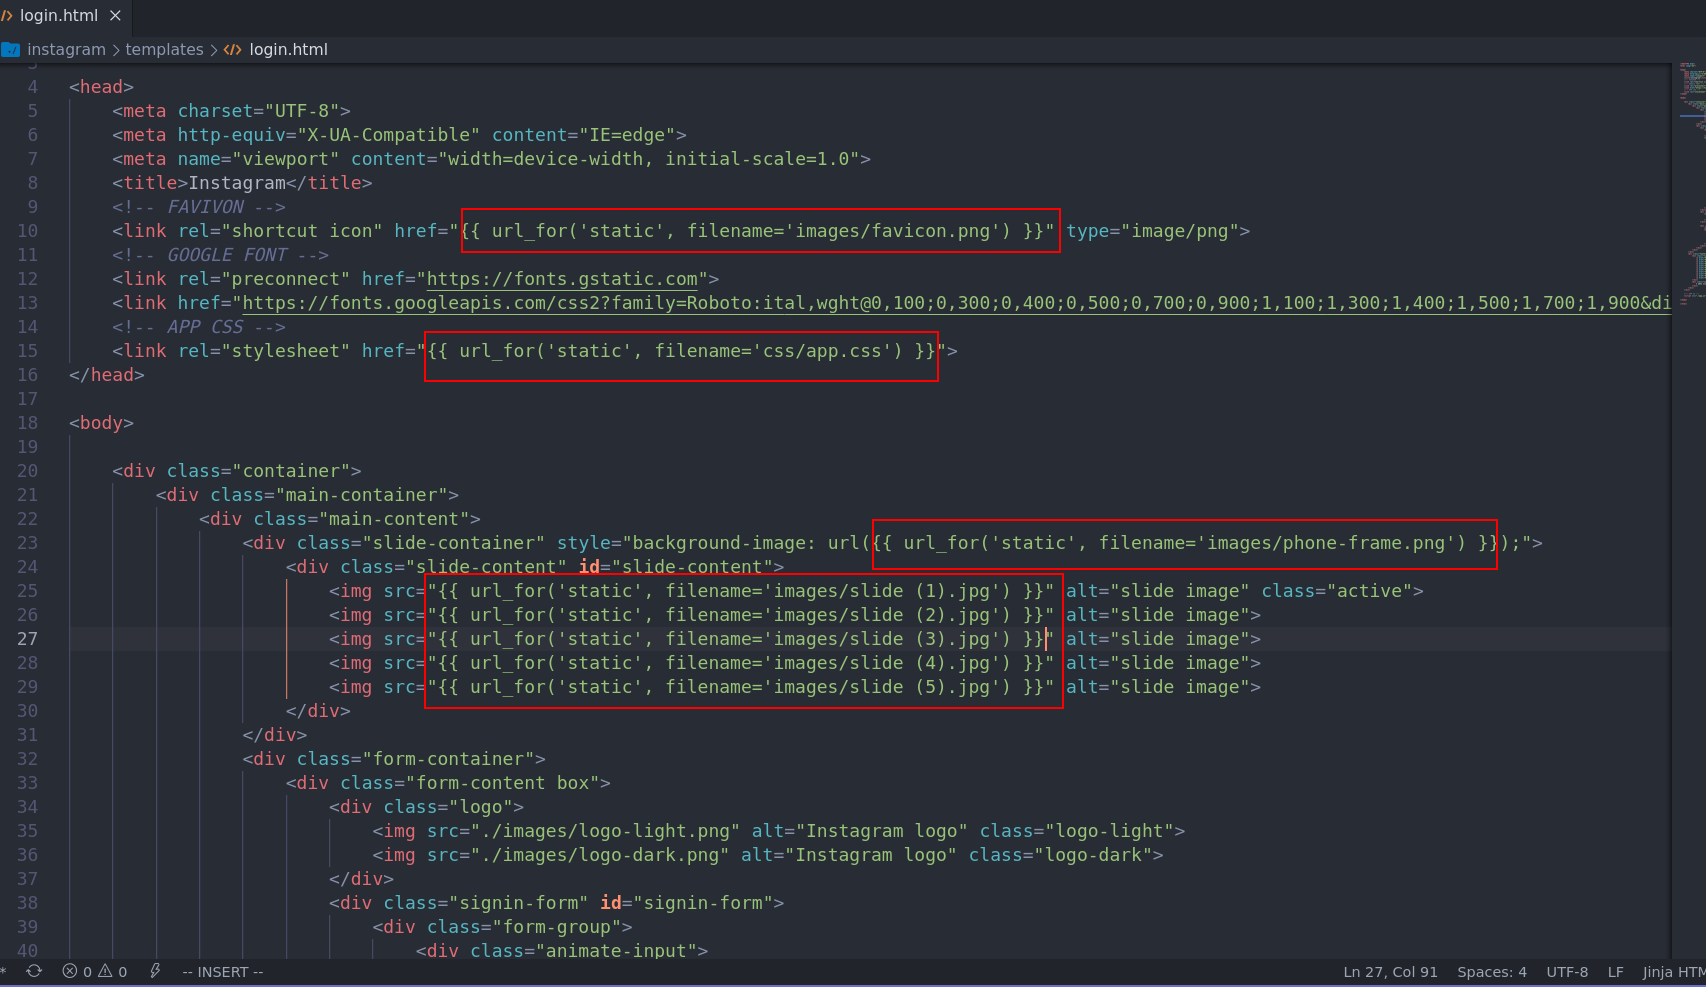 login.html
instagram > templates > login.html
3
4 <head>
5 <meta charset="UTF-8">
6 <meta http-equiv="X-UA-Compatible" content="IE=edge">
7 <meta name="viewport" content="width=device-width, initial-scale=1.0">
8 <title>Instagram</title>
9 <!-- FAVIVON -->
10 <link rel="shortcut icon" href="{{ url_for('static', filename='images/favicon.png') }}" type="image/png">
11 <!-- GOOGLE FONT -->
12 <link rel="preconnect" href="https://fonts.gstatic.com">
13 <link href="https://fonts.googleapis.com/css2?family=Roboto:ital,wght@0,100;0,300;0,400;0,500;0,700;0,900;1,100;1,300;1,400;1,500;1,700;1,900&di
14 <!-- APP CSS -->
15 <link rel="stylesheet" href="{{ url_for('static', filename='css/app.css') }}">
16 </head>
17
18 <body>
19
20 <div class="container">
21 <div class="main-container">
22 <div class="main-content">
23 <div class="slide-container" style="background-image: url({{ url_for('static', filename='images/phone-frame.png') }});">
24 <div class="slide-content" id="slide-content">
25 <img src="{{ url_for('static', filename='images/slide (1).jpg') }}" alt="slide image" class="active">
26 <img src="{{ url_for('static', filename='images/slide (2).jpg') }}" alt="slide image">
27 <img src="{{ url_for('static', filename='images/slide (3).jpg') }}" alt="slide image">
28 <img src="{{ url_for('static', filename='images/slide (4).jpg') }}" alt="slide image">
29 <img src="{{ url_for('static', filename='images/slide (5).jpg') }}" alt="slide image">
30 </div>
31 </div>
32 <div class="form-container">
33 <div class="form-content box">
34 <div class="logo">
35 <img src="./images/logo-light.png" alt="Instagram logo" class="logo-light">
36 <img src="./images/logo-dark.png" alt="Instagram logo" class="logo-dark">
37 </div>
38 <div class="signin-form" id="signin-form">
39 <div class="form-group">
40 <div class="animate-input">
* 0 0 -- INSERT -- Ln 27, Col 91 Spaces: 4 UTF-8 LF Jinja HTM